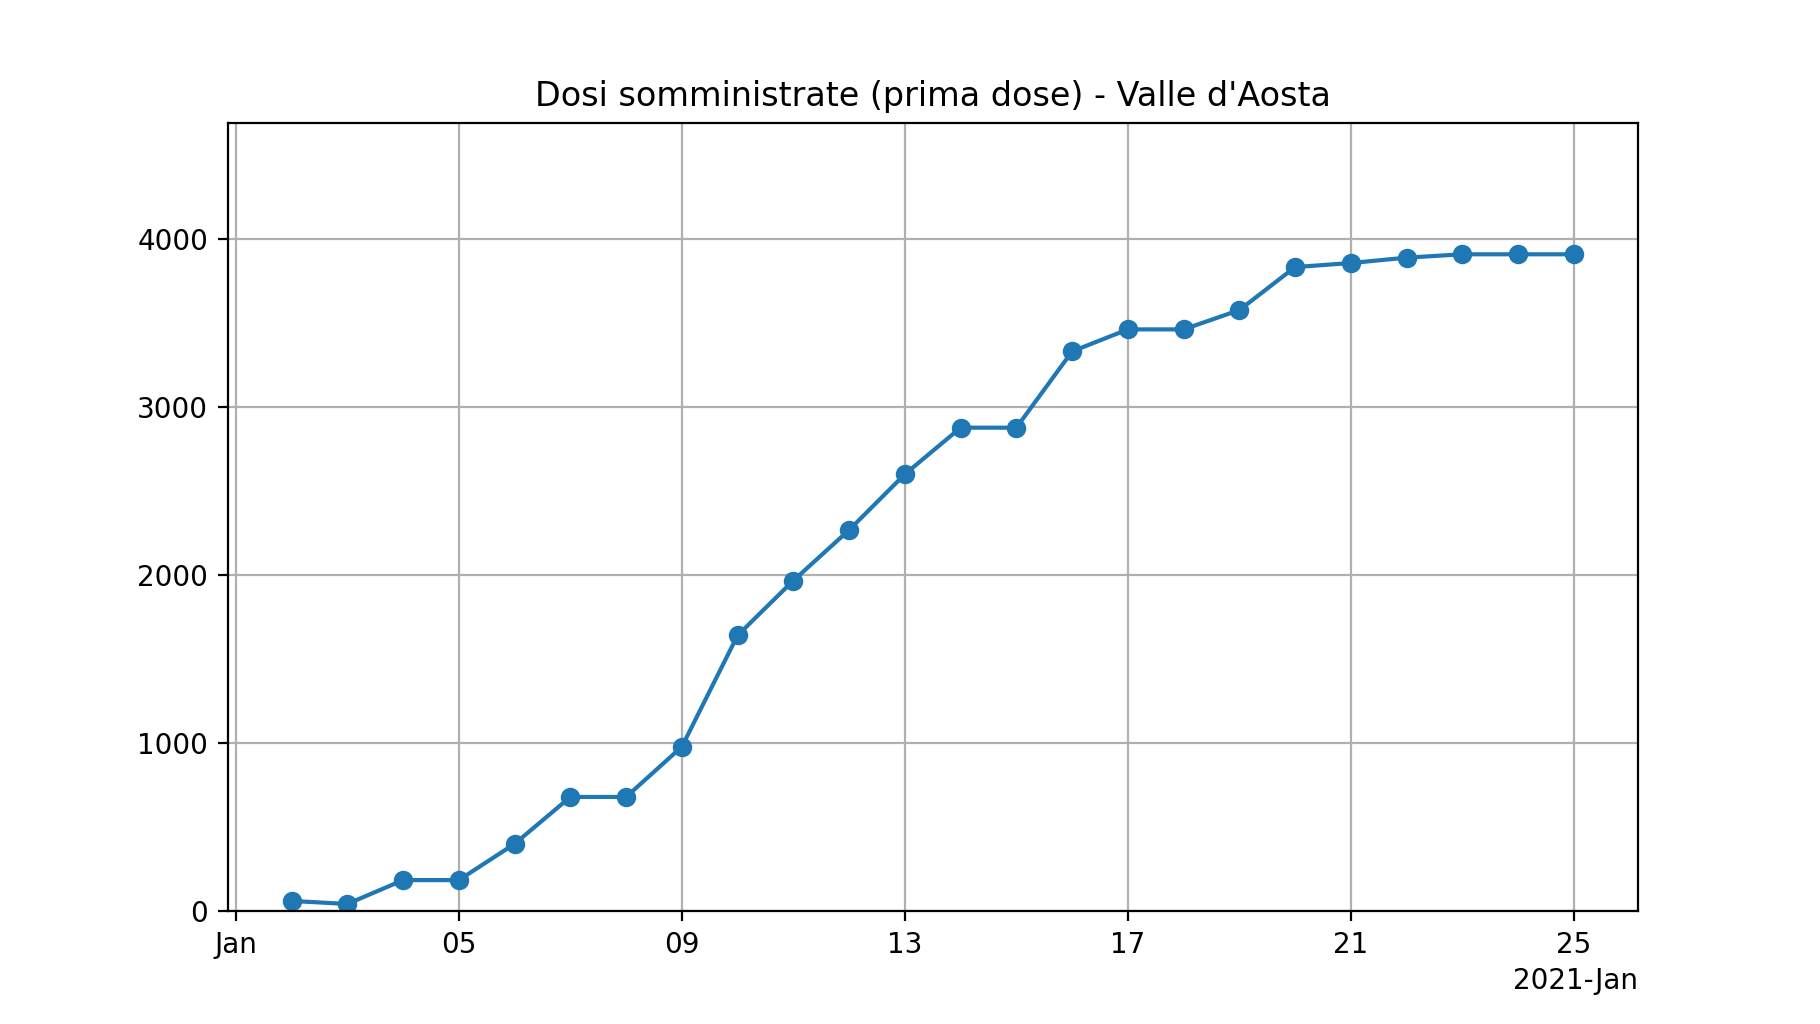 Dosi somministrate (prima dose) - Valle d'Aosta
4000
3000
2000
1000
0
Jan 05 09 13 17 21 25
2021-Jan